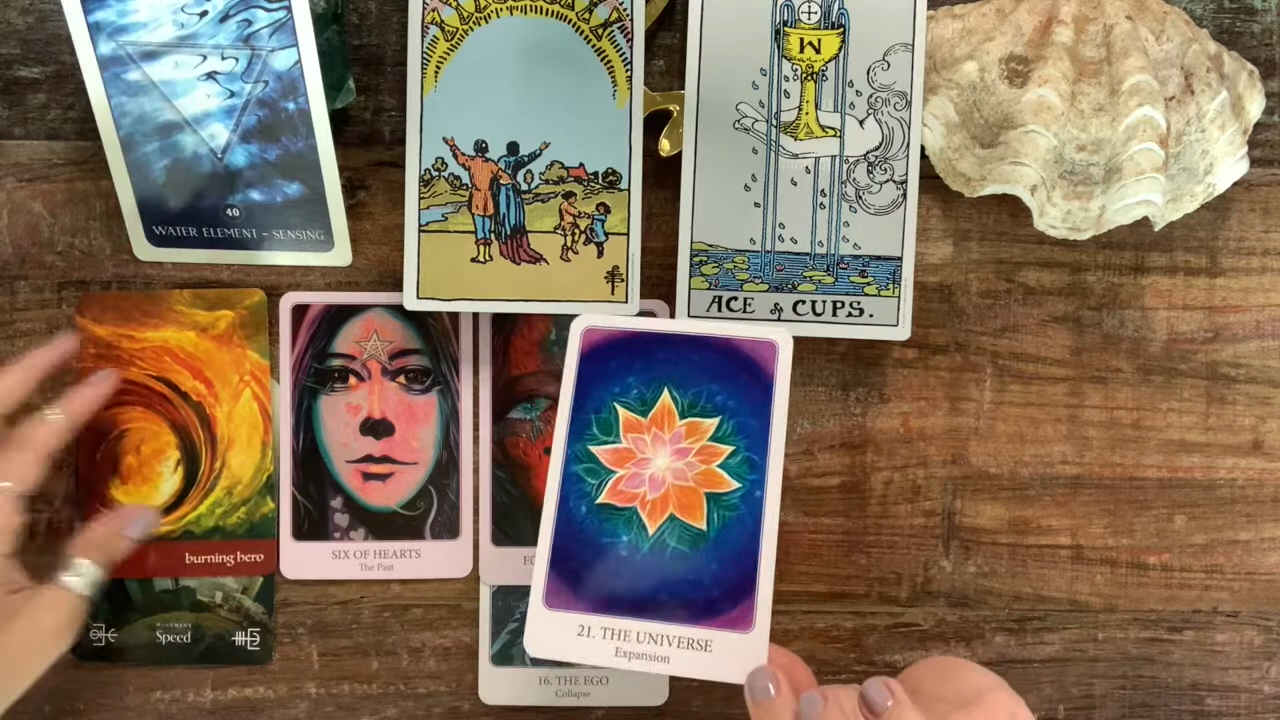 40
WATER ELEMENT - SENSING
ACE of CUPS.
burning hero
MOVEMENT
Speed
SIX OF HEARTS
The Past
21. THE UNIVERSE
Expansion
16. THE EGO
Collapse